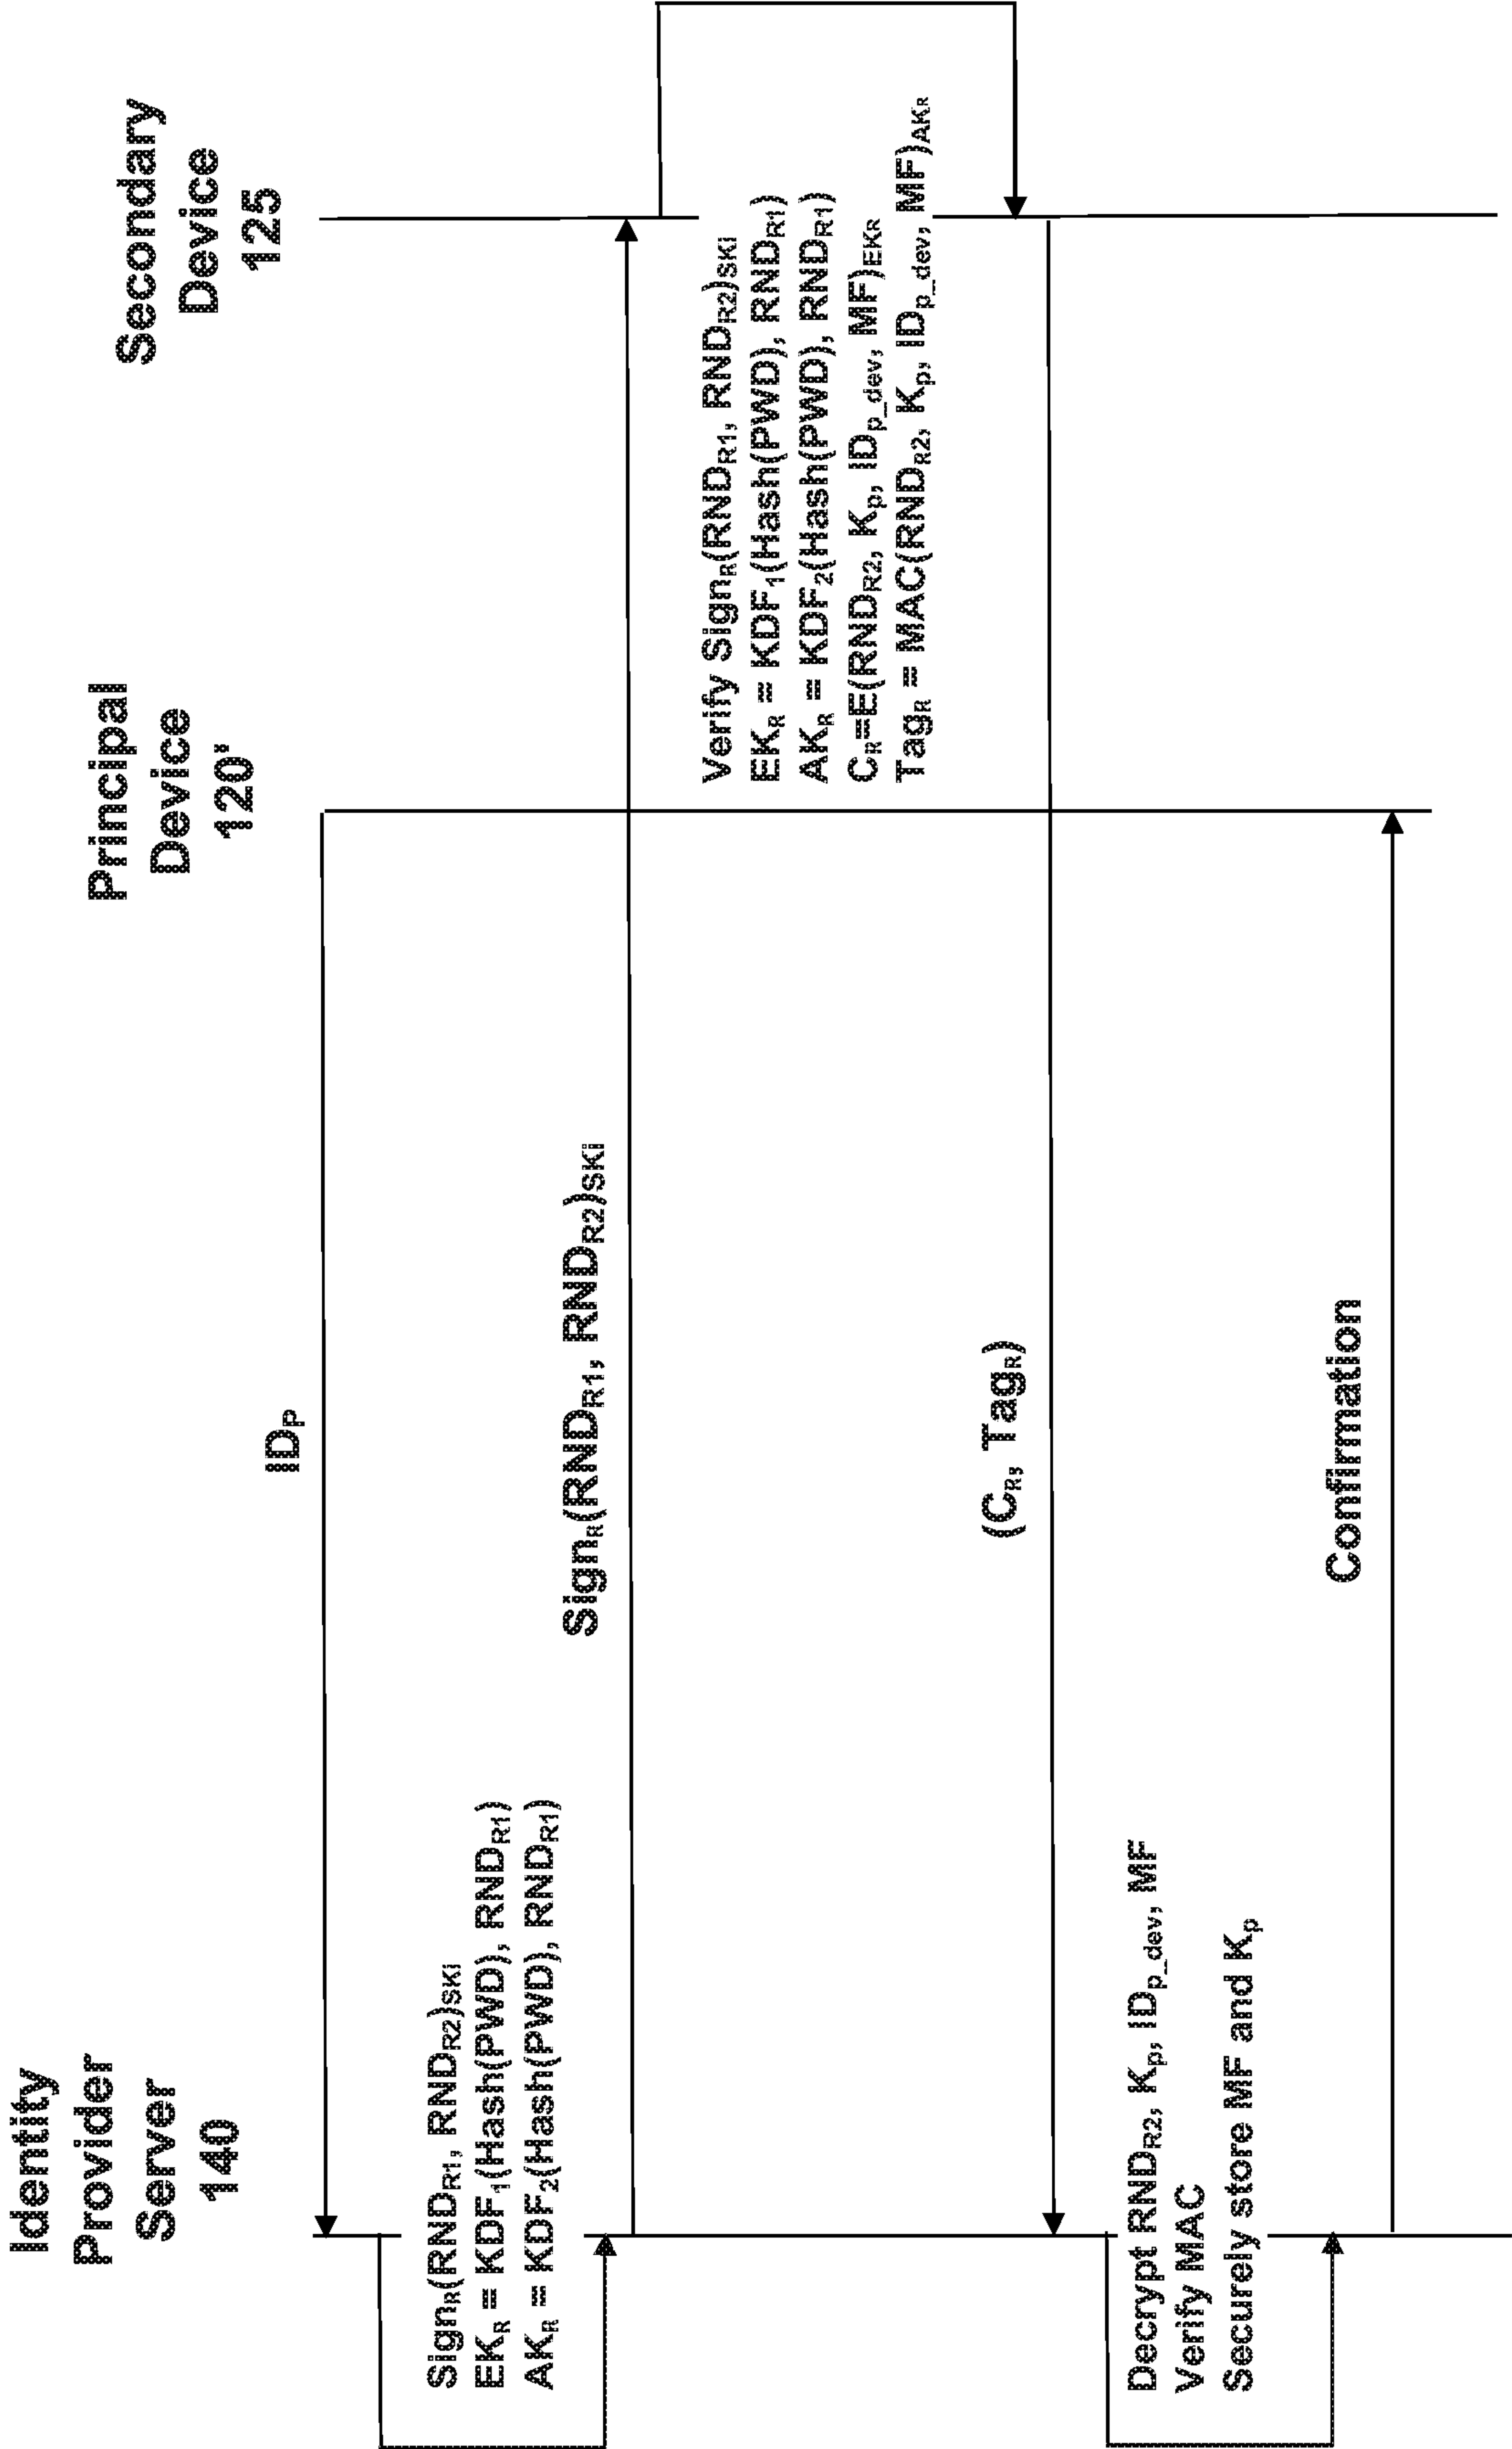 Identity
Provider
Server
140
Principal
Device
120
Secondary
Device
125
IDP
SignR(RNDR1, RNDR2)SKi
EKR = KDF1(Hash(PWD), RNDR1)
AKR = KDF2(Hash(PWD), RNDR1)
SignR(RNDR1, RNDR2)SKi
Verify SignR(RNDR1, RNDR2)SKi
EKR = KDF1(Hash(PWD), RNDR1)
AKR = KDF2(Hash(PWD), RNDR1)
CR=E(RNDR2, Kp, IDp_dev, MF)EKR
TagR = MAC(RNDR2, Kp, IDp_dev, MF)AKR
(CR, TagR)
Decrypt RNDR2, Kp, IDp_dev, MF
Verify MAC
Securely store MF and Kp
Confirmation